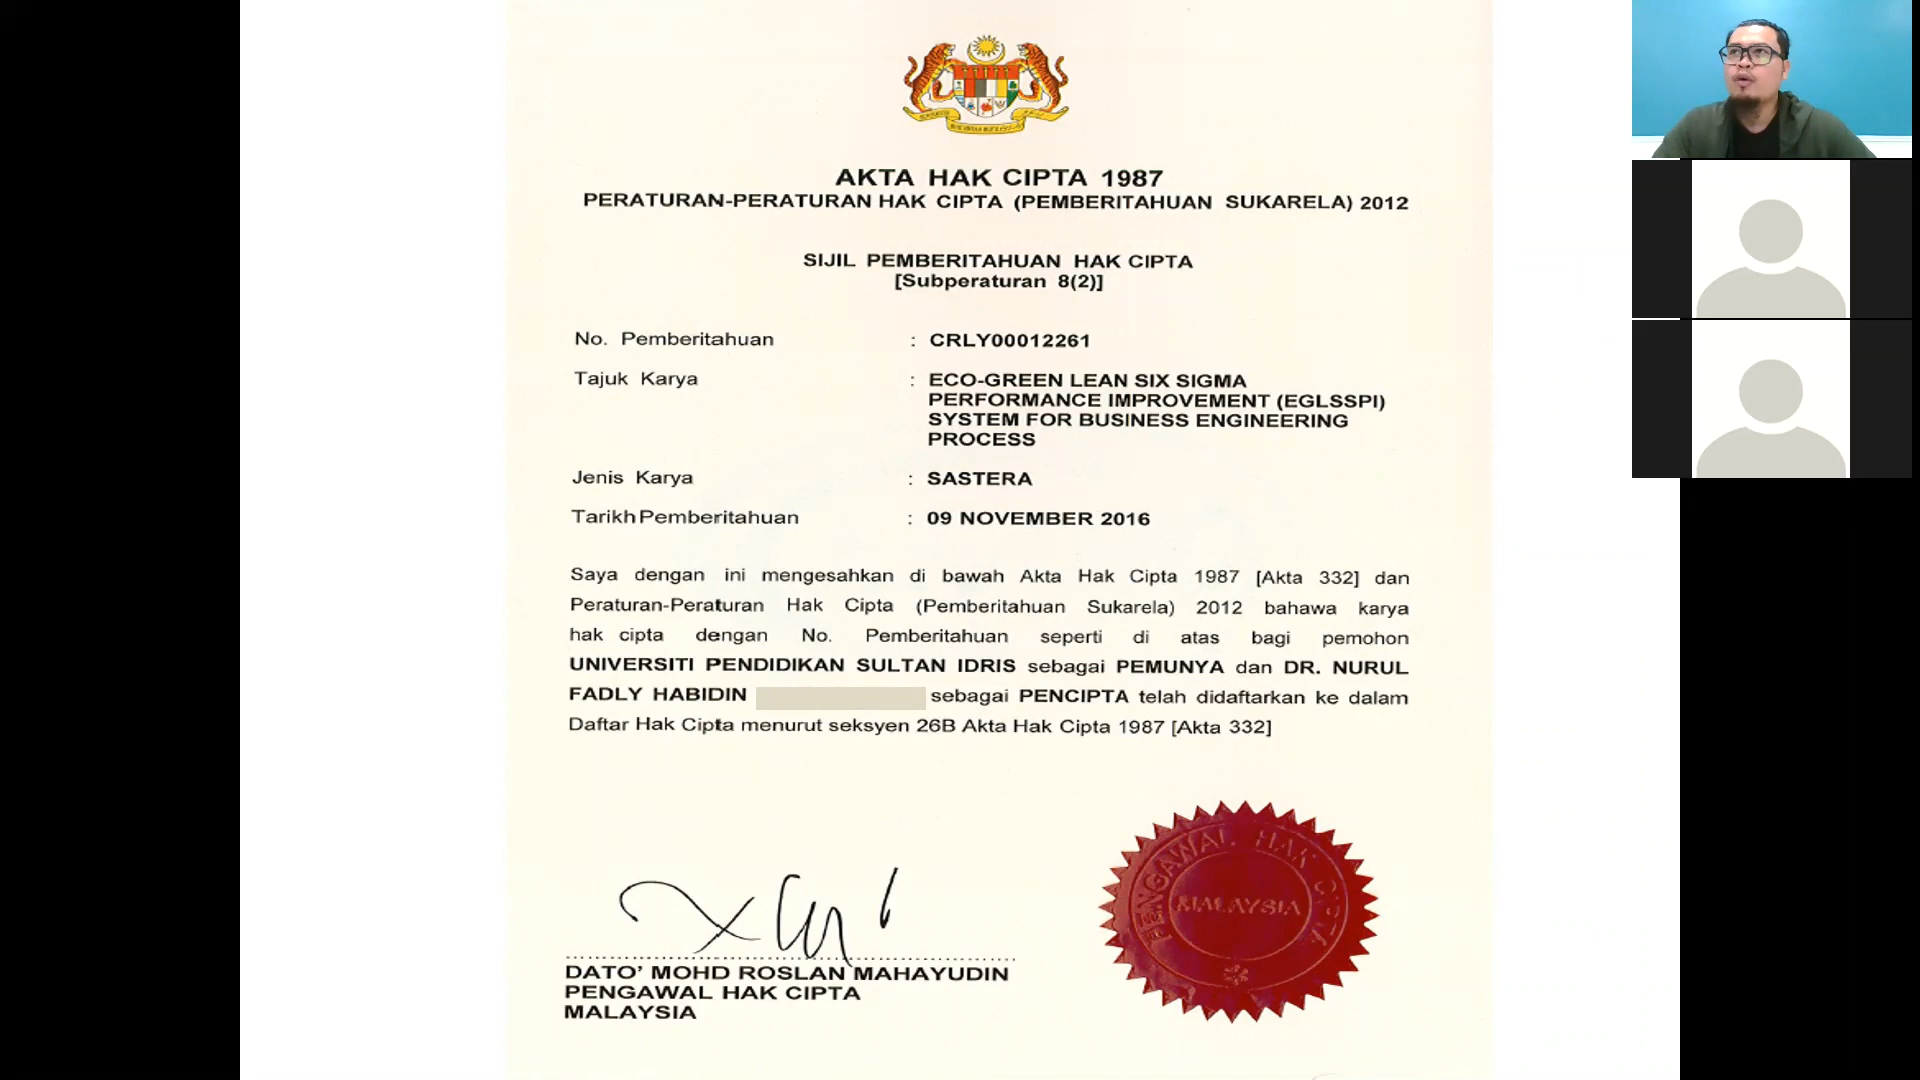 AKTA HAK CIPTA 1987
PERATURAN-PERATURAN HAK CIPTA (PEMBERITAHUAN SUKARELA) 2012
SIJIL PEMBERITAHUAN HAK CIPTA
[Subperaturan 8(2)]
No. Pemberitahuan : CRLY00012261
Tajuk Karya : ECO-GREEN LEAN SIX SIGMA
PERFORMANCE IMPROVEMENT (EGLSSPI)
SYSTEM FOR BUSINESS ENGINEERING
PROCESS
Jenis Karya : SASTERA
Tarikh Pemberitahuan : 09 NOVEMBER 2016
Saya dengan ini mengesahkan di bawah Akta Hak Cipta 1987 [Akta 332] dan
Peraturan-Peraturan Hak Cipta (Pemberitahuan Sukarela) 2012 bahawa karya
hak cipta dengan No. Pemberitahuan seperti di atas bagi pemohon
UNIVERSITI PENDIDIKAN SULTAN IDRIS sebagai PEMUNYA dan DR. NURUL
FADLY HABIDIN sebagai PENCIPTA telah didaftarkan ke dalam
Daftar Hak Cipta menurut seksyen 26B Akta Hak Cipta 1987 [Akta 332]
DATO' MOHD ROSLAN MAHAYUDIN
PENGAWAL HAK CIPTA
MALAYSIA
PENGAWAL HAK CIPTA
MALAYSIA